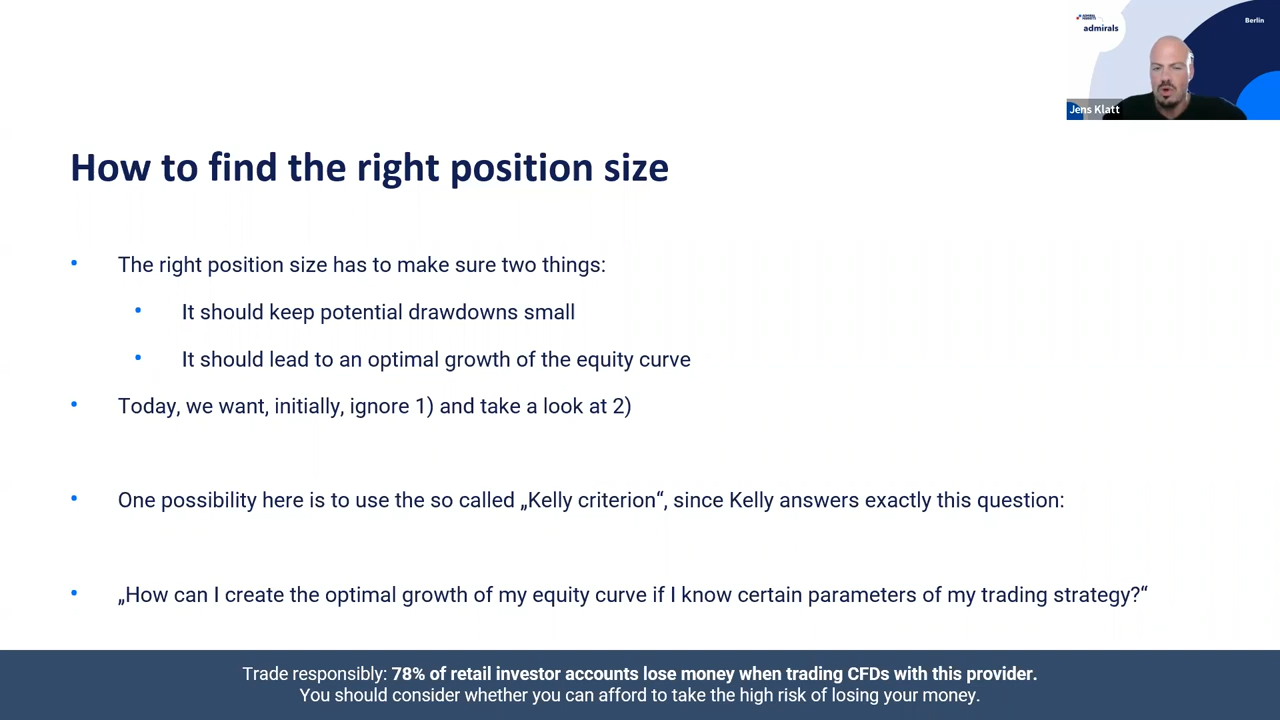 admirals
Berlin
Jens Klatt
How to find the right position size
• The right position size has to make sure two things:
• It should keep potential drawdowns small
• It should lead to an optimal growth of the equity curve
• Today, we want, initially, ignore 1) and take a look at 2)
• One possibility here is to use the so called „Kelly criterion“, since Kelly answers exactly this question:
• „How can I create the optimal growth of my equity curve if I know certain parameters of my trading strategy?“
Trade responsibly: 78% of retail investor accounts lose money when trading CFDs with this provider.
You should consider whether you can afford to take the high risk of losing your money.